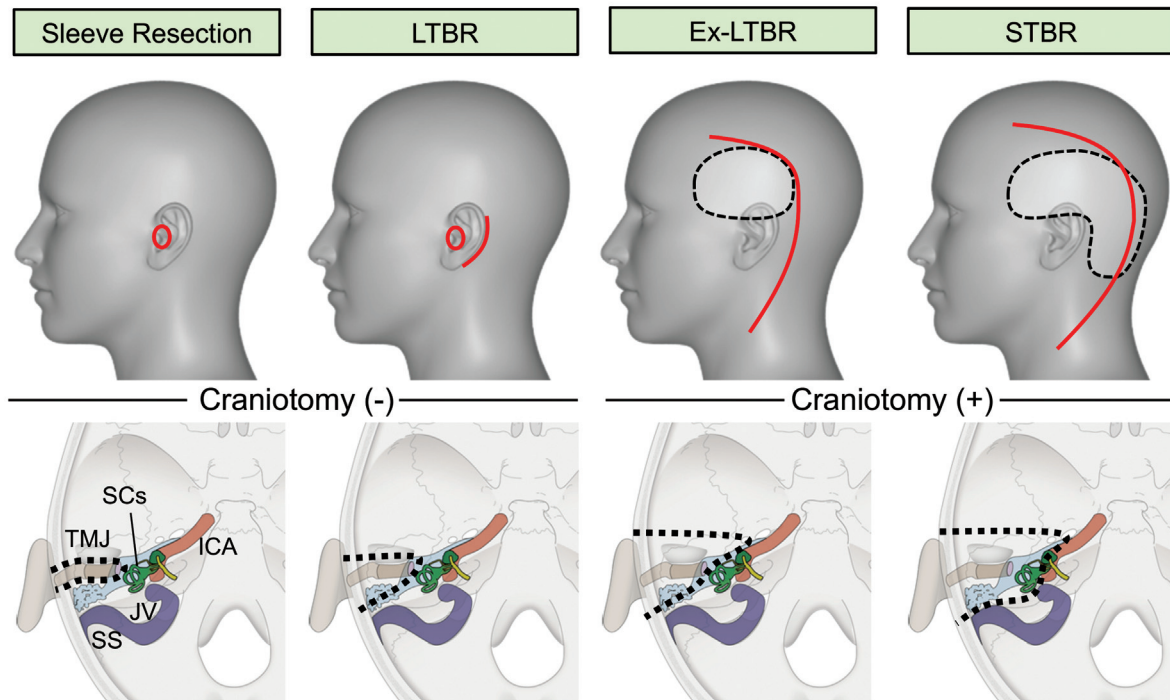 Sleeve Resection
LTBR
Ex-LTBR
STBR
Craniotomy (-)
Craniotomy (+)
SCs
TMJ
ICA
JV
SS